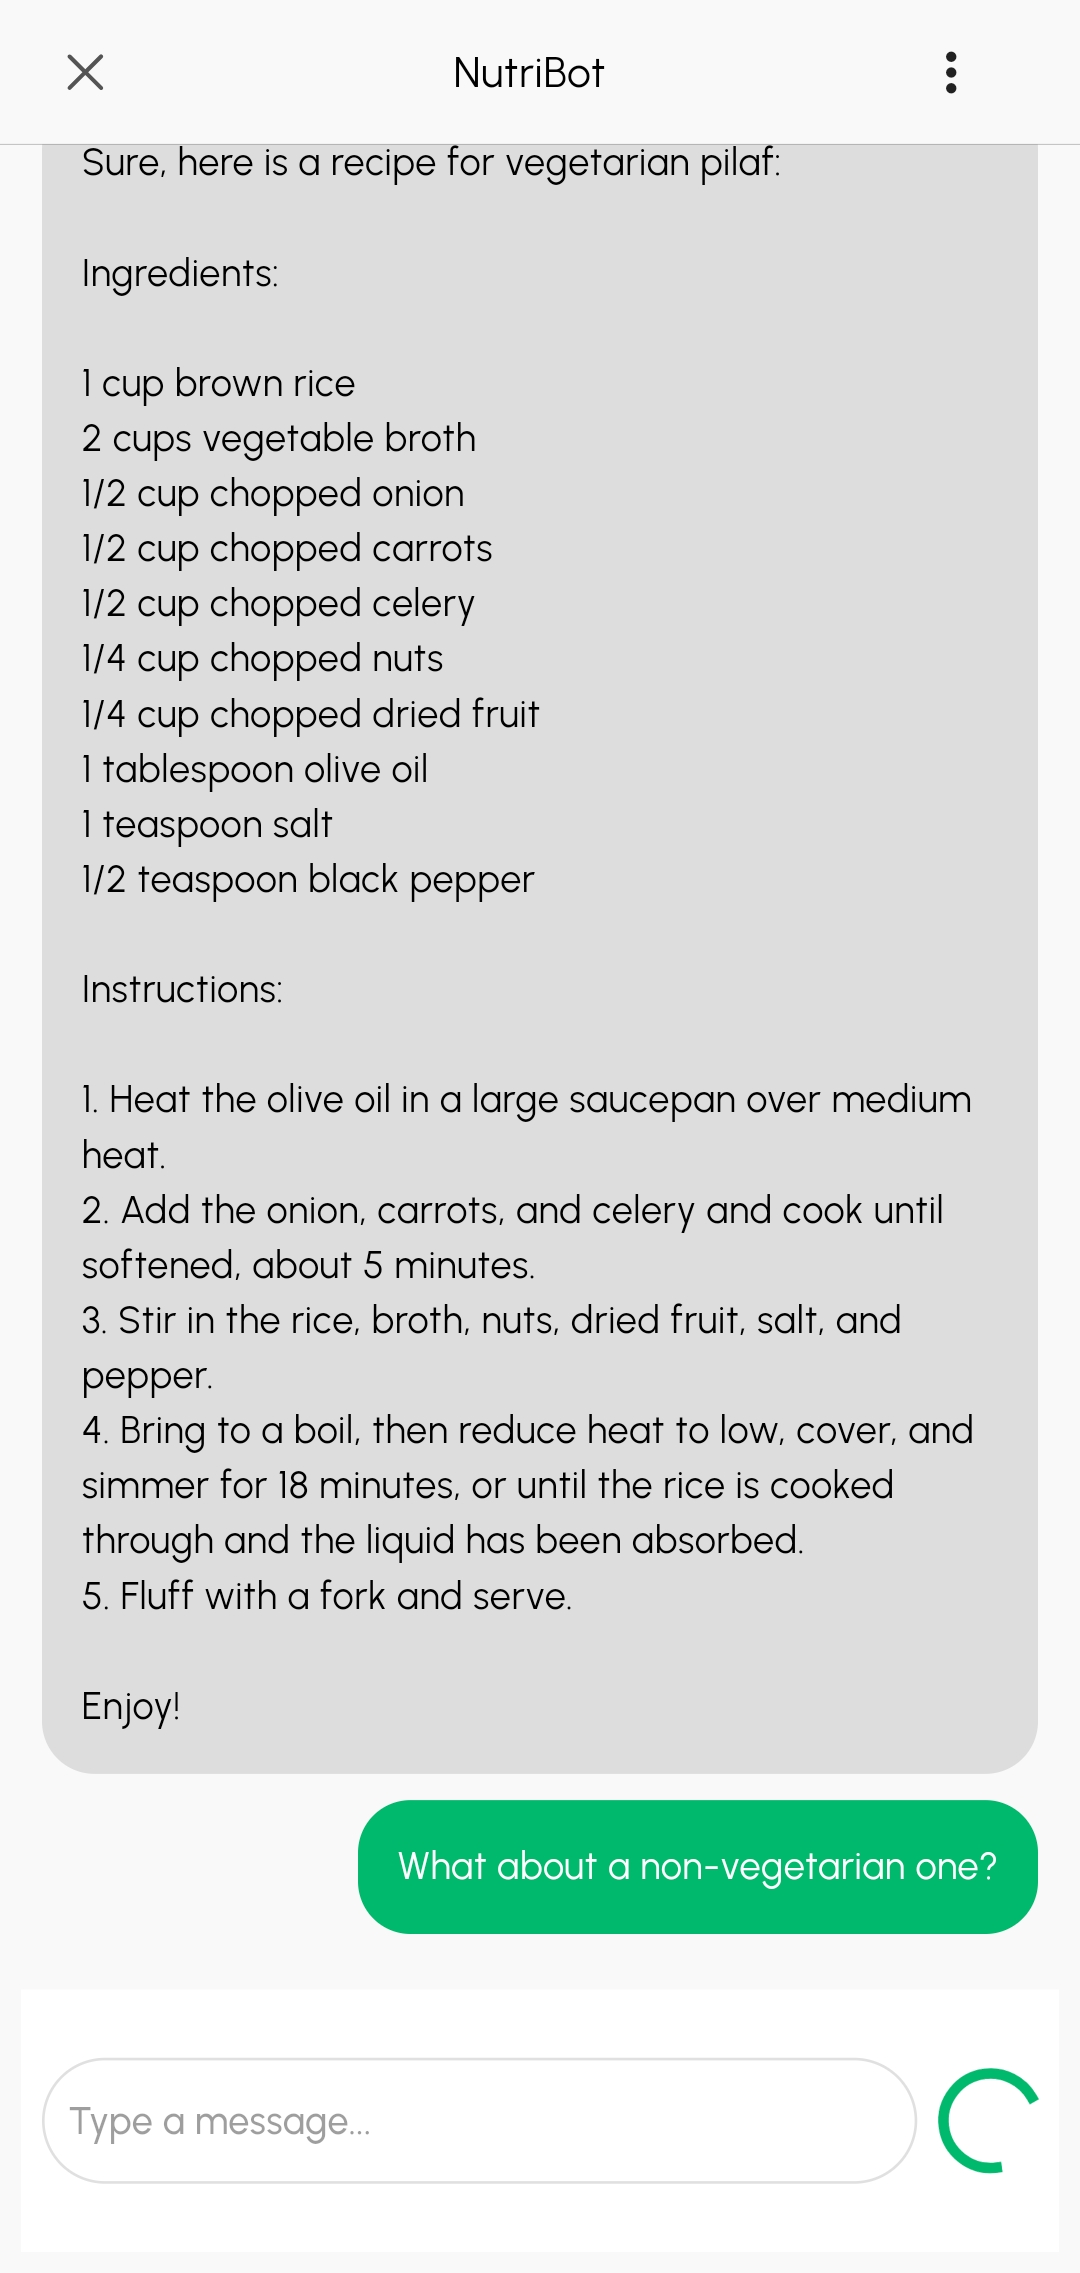 NutriBot
Sure, here is a recipe for vegetarian pilaf:
Ingredients:
1 cup brown rice
2 cups vegetable broth
1/2 cup chopped onion
1/2 cup chopped carrots
1/2 cup chopped celery
1/4 cup chopped nuts
1/4 cup chopped dried fruit
1 tablespoon olive oil
1 teaspoon salt
1/2 teaspoon black pepper
Instructions:
1. Heat the olive oil in a large saucepan over medium
heat.
2. Add the onion, carrots, and celery and cook until
softened, about 5 minutes.
3. Stir in the rice, broth, nuts, dried fruit, salt, and
pepper.
4. Bring to a boil, then reduce heat to low, cover, and
simmer for 18 minutes, or until the rice is cooked
through and the liquid has been absorbed.
5. Fluff with a fork and serve.
Enjoy!
What about a non-vegetarian one?
Type a message...